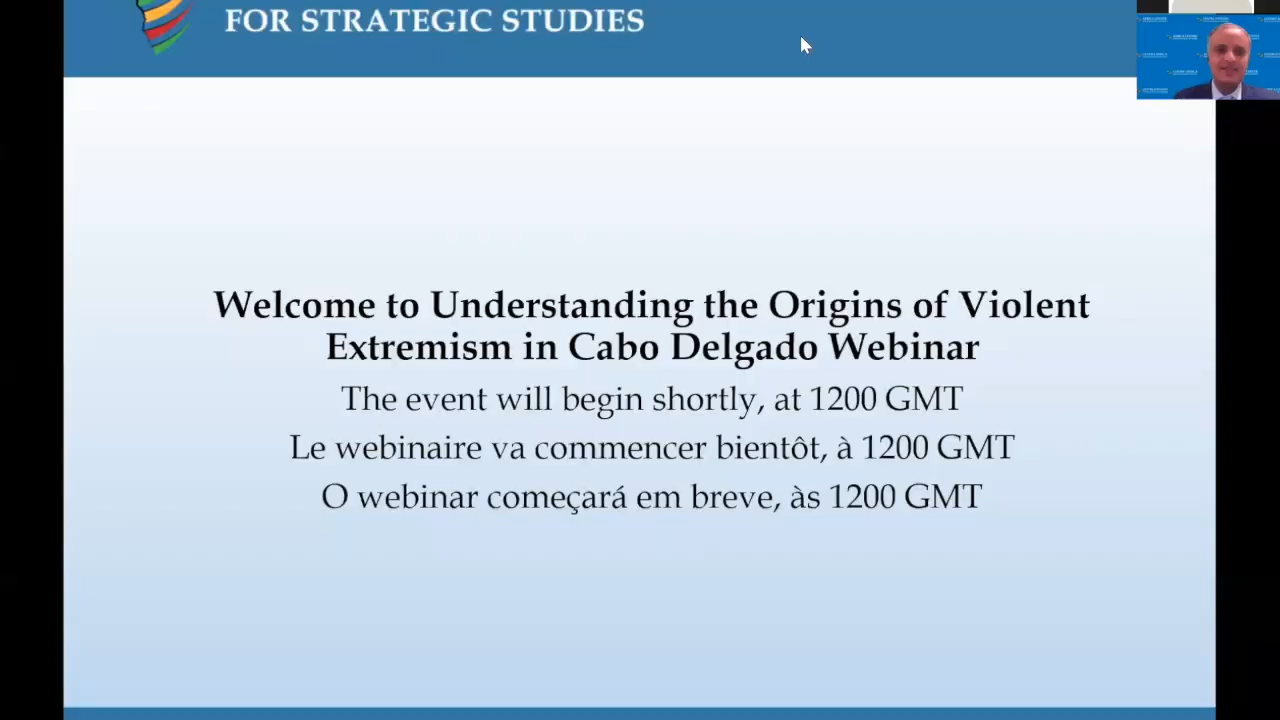 FOR STRATEGIC STUDIES
Welcome to Understanding the Origins of Violent
Extremism in Cabo Delgado Webinar
The event will begin shortly, at 1200 GMT
Le webinaire va commencer bientôt, à 1200 GMT
O webinar começará em breve, às 1200 GMT